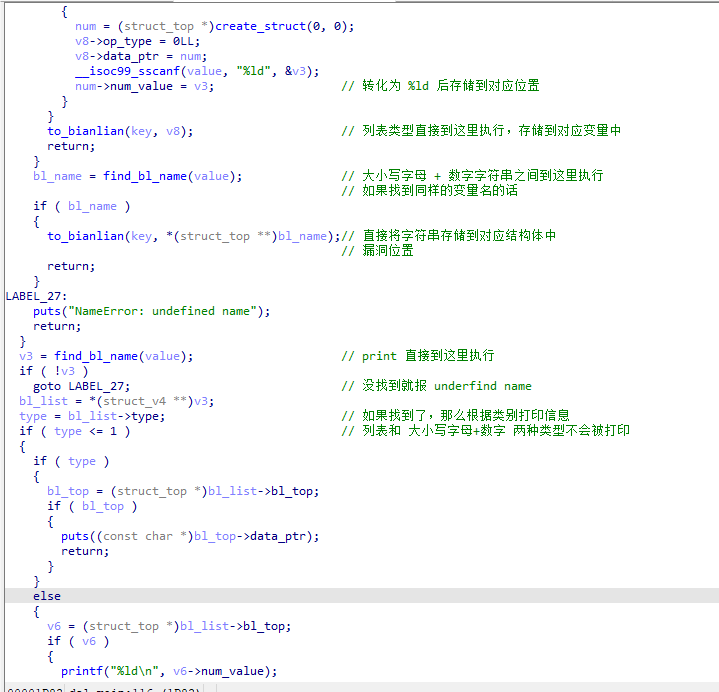 {
num = (struct_top *)create_struct(0, 0);
v8->op_type = 0LL;
v8->data_ptr = num;
__isoc99_sscanf(value, "%ld", &v3);
num->num_value = v3; // 转化为 %ld 后存储到对应位置
}
}
to_bianlian(key, v8); // 列表类型直接到这里执行，存储到对应变量中
return;
}
bl_name = find_bl_name(value); // 大小写字母 + 数字字符串之间到这里执行
// 如果找到同样的变量名的话
if ( bl_name )
{
to_bianlian(key, *(struct_top **)bl_name);// 直接将字符串存储到对应结构体中
// 漏洞位置
return;
}
LABEL_27:
puts("NameError: undefined name");
return;
}
v3 = find_bl_name(value); // print 直接到这里执行
if ( !v3 )
goto LABEL_27; // 没找到就报 underfind name
bl_list = *(struct_v4 **)v3;
type = bl_list->type; // 如果找到了，那么根据类别打印信息
if ( type <= 1 ) // 列表和 大小写字母+数字 两种类型不会被打印
{
if ( type )
{
bl_top = (struct_top *)bl_list->bl_top;
if ( bl_top )
{
puts((const char *)bl_top->data_ptr);
return;
}
}
else
{
v6 = (struct_top *)bl_list->bl_top;
if ( v6 )
{
printf("%ld\n", v6->num_value);